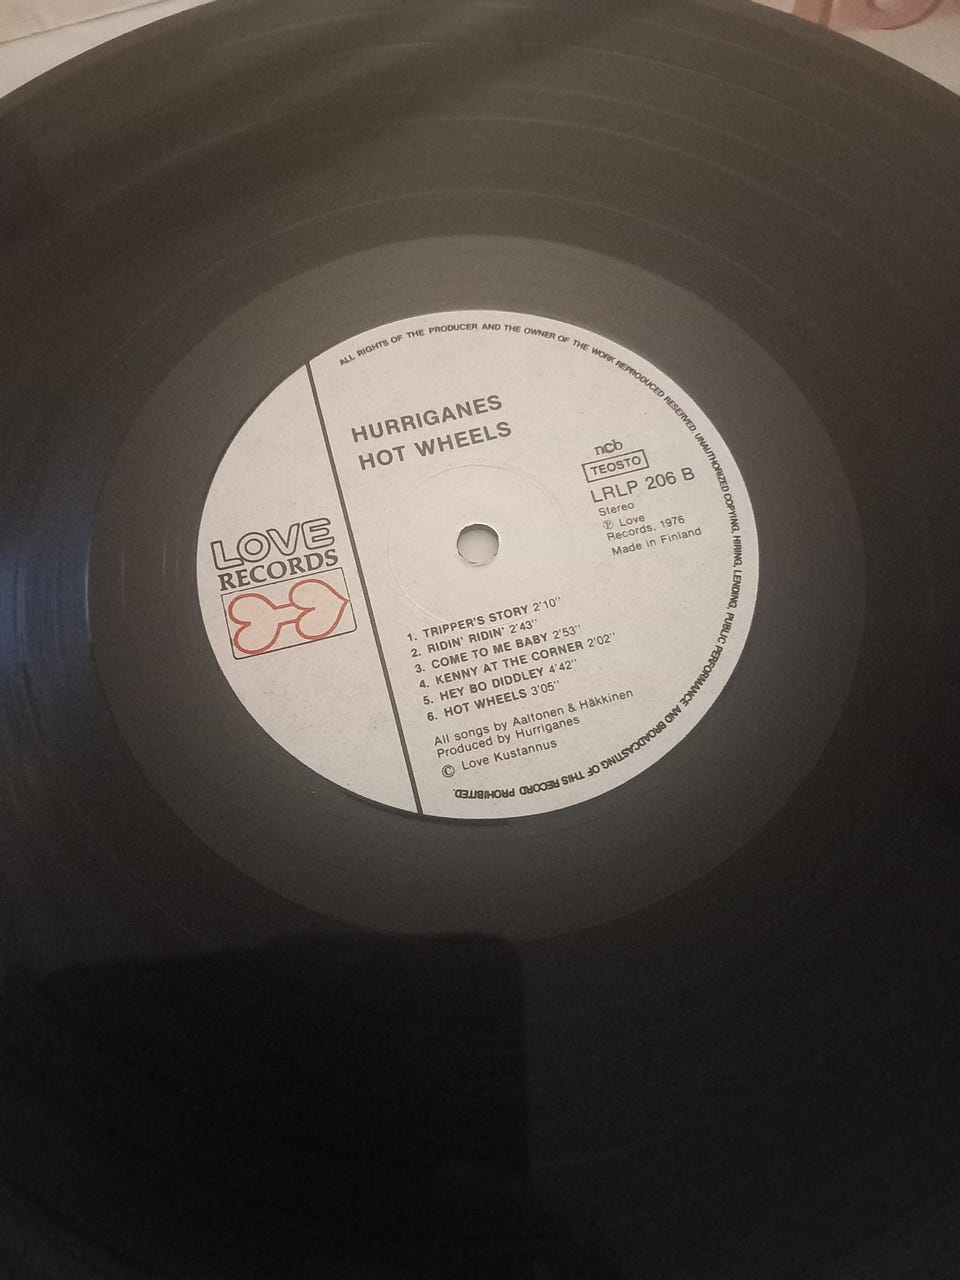 ALL RIGHTS OF THE PRODUCER AND THE OWNER OF THE WORK REPRODUCED RESERVED. UNAUTHORIZED COPYING, HIRING, LENDING, PUBLIC PERFORMANCE AND BROADCASTING OF THIS RECORD PROHIBITED.
HURRIGANES
HOT WHEELS
ncb
TEOSTO
LRLP 206 B
Stereo
℗ Love
Records, 1976
Made in Finland
LOVE
RECORDS
1. TRIPPER'S STORY 2'10''
2. RIDIN' RIDIN' 2'43''
3. COME TO ME BABY 2'53''
4. KENNY AT THE CORNER 2'02''
5. HEY BO DIDDLEY 4'42''
6. HOT WHEELS 3'05''
All songs by Aaltonen & Häkkinen
Produced by Hurriganes
© Love Kustannus